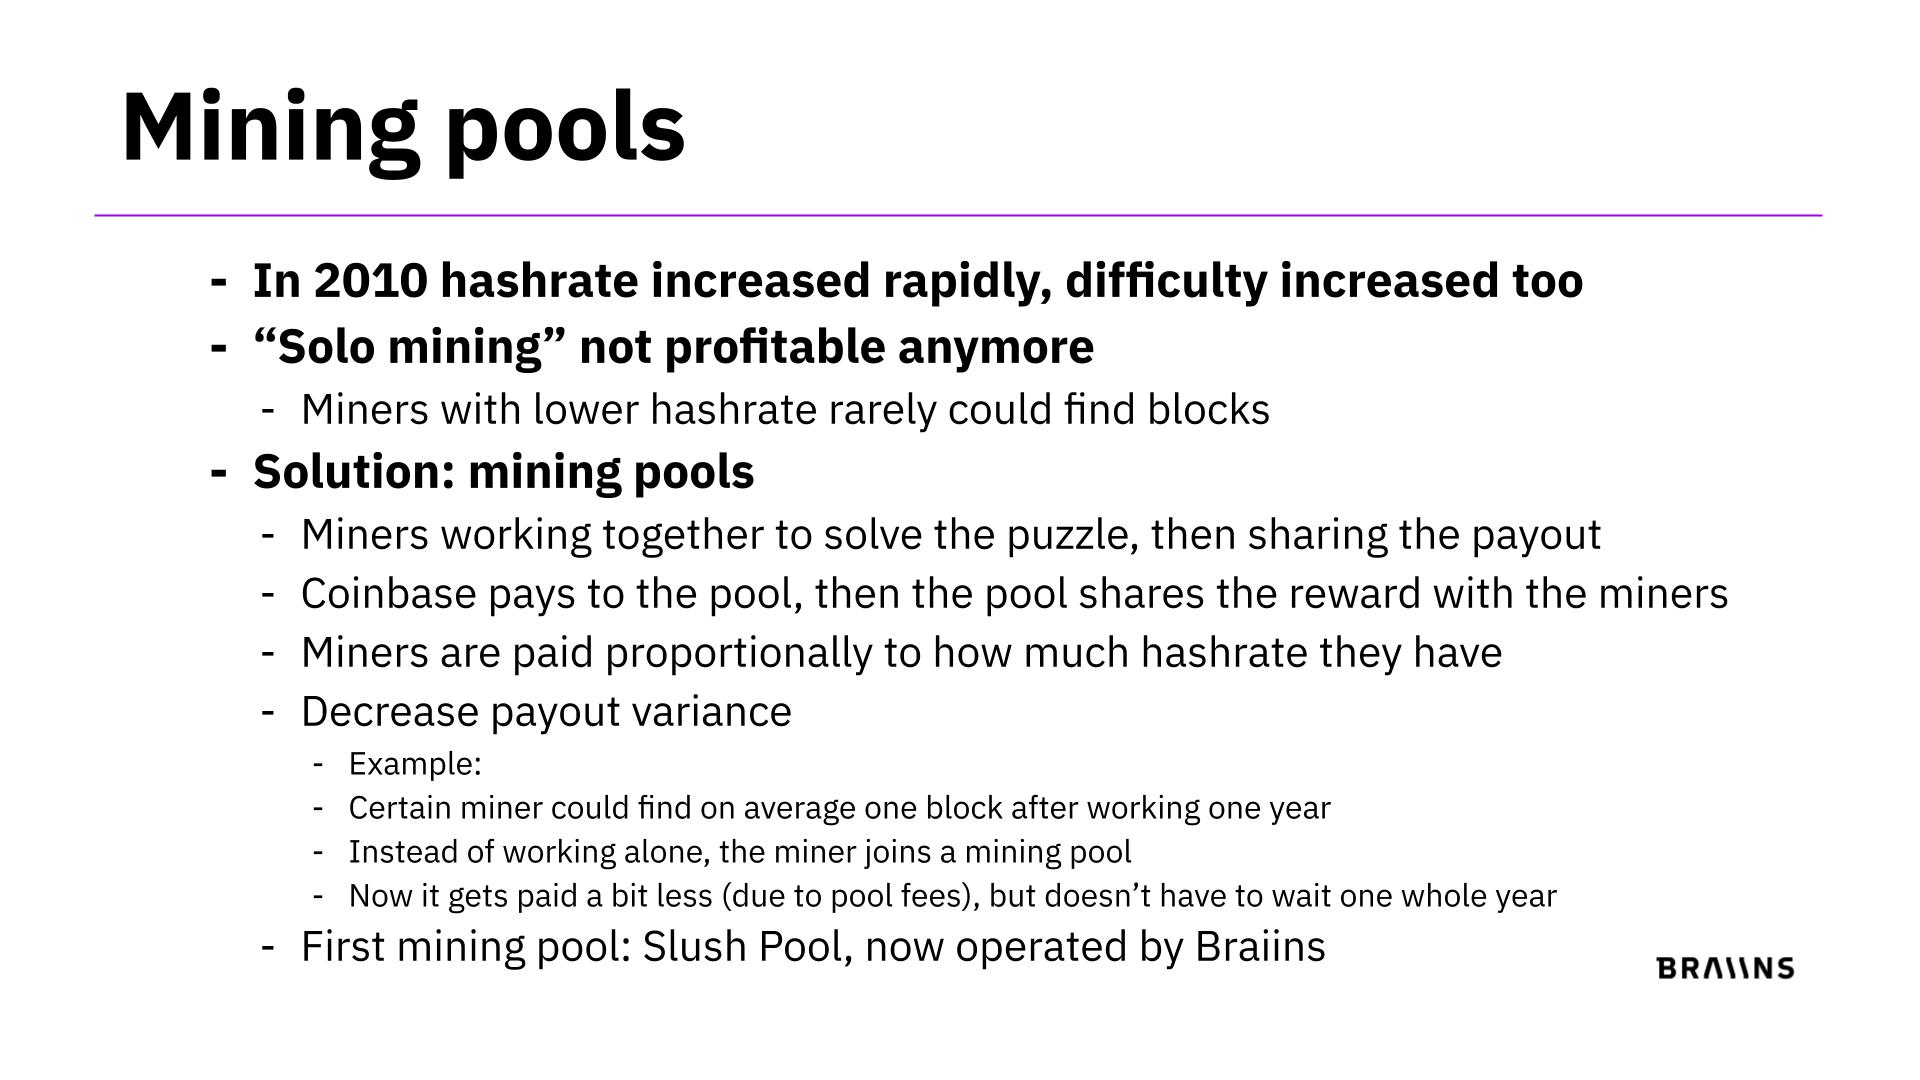 Mining pools
- In 2010 hashrate increased rapidly, difficulty increased too
- “Solo mining” not profitable anymore
- Miners with lower hashrate rarely could find blocks
- Solution: mining pools
- Miners working together to solve the puzzle, then sharing the payout
- Coinbase pays to the pool, then the pool shares the reward with the miners
- Miners are paid proportionally to how much hashrate they have
- Decrease payout variance
- Example:
- Certain miner could find on average one block after working one year
- Instead of working alone, the miner joins a mining pool
- Now it gets paid a bit less (due to pool fees), but doesn’t have to wait one whole year
- First mining pool: Slush Pool, now operated by Braiins
BRAIINS